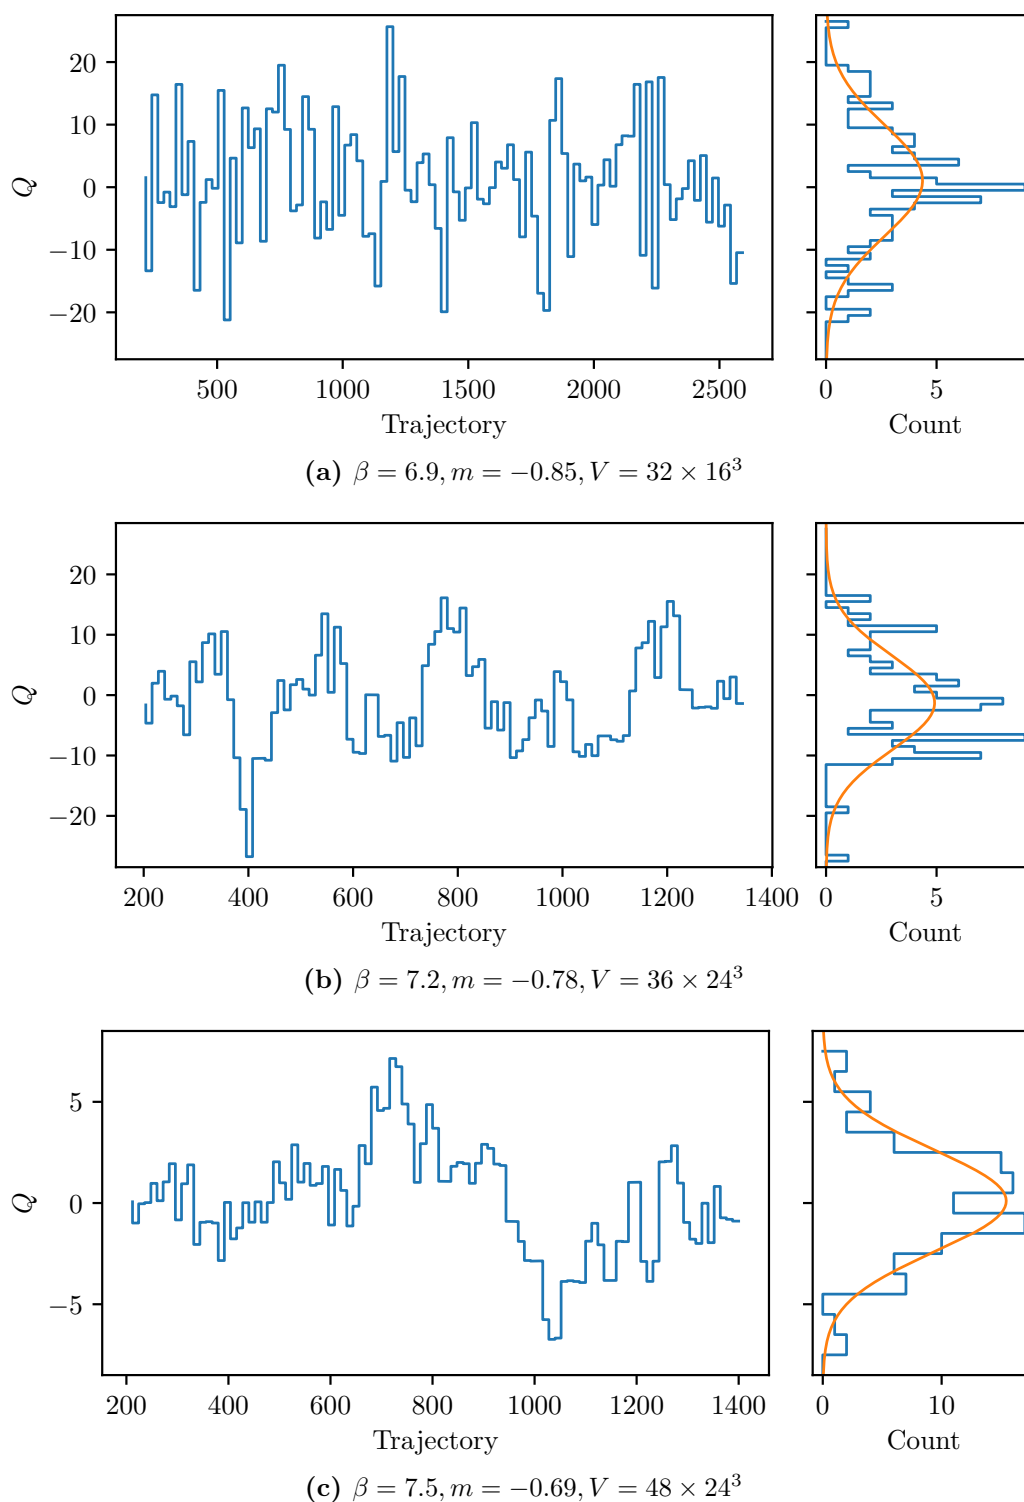 20
10
0
−10
−20
Q
500 1000 1500 2000 2500
Trajectory
0 5
Count
(a) β = 6.9, m = −0.85, V = 32 × 16³
20
10
0
−10
−20
Q
200 400 600 800 1000 1200 1400
Trajectory
0 5
Count
(b) β = 7.2, m = −0.78, V = 36 × 24³
5
0
−5
Q
200 400 600 800 1000 1200 1400
Trajectory
0 10
Count
(c) β = 7.5, m = −0.69, V = 48 × 24³